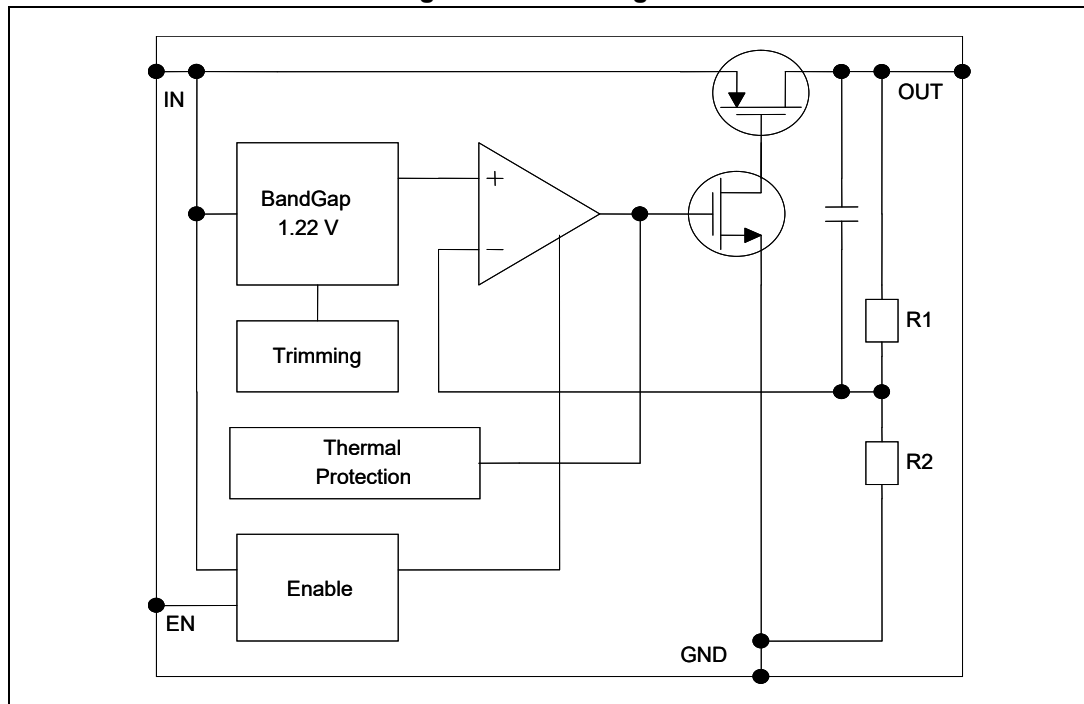 IN
OUT
BandGap
1.22 V
+
−
R1
Trimming
Thermal
Protection
R2
Enable
EN
GND